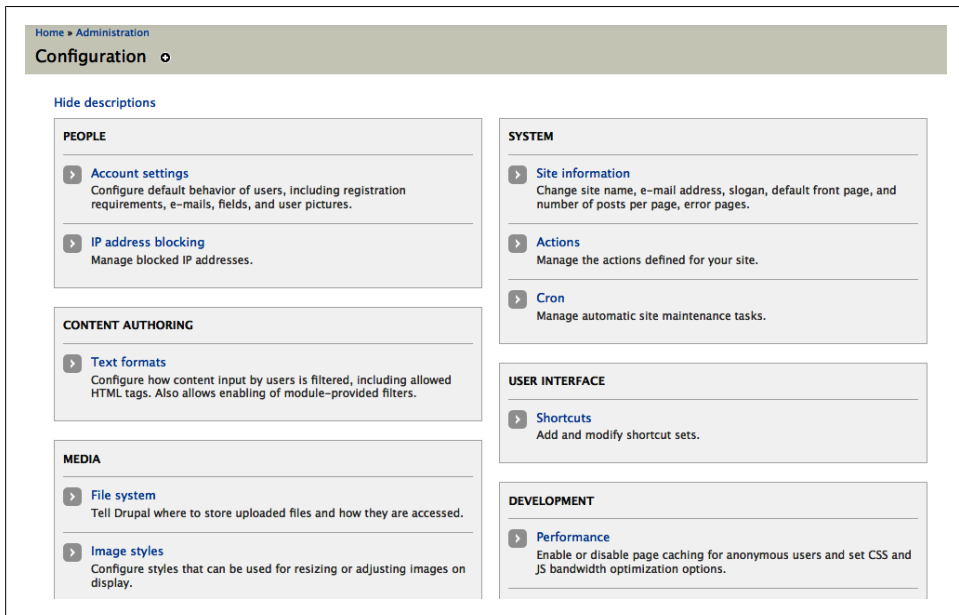 Home » Administration
Configuration
Hide descriptions
PEOPLE
Account settings
Configure default behavior of users, including registration
requirements, e-mails, fields, and user pictures.
IP address blocking
Manage blocked IP addresses.
CONTENT AUTHORING
Text formats
Configure how content input by users is filtered, including allowed
HTML tags. Also allows enabling of module-provided filters.
MEDIA
File system
Tell Drupal where to store uploaded files and how they are accessed.
Image styles
Configure styles that can be used for resizing or adjusting images on
display.
SYSTEM
Site information
Change site name, e-mail address, slogan, default front page, and
number of posts per page, error pages.
Actions
Manage the actions defined for your site.
Cron
Manage automatic site maintenance tasks.
USER INTERFACE
Shortcuts
Add and modify shortcut sets.
DEVELOPMENT
Performance
Enable or disable page caching for anonymous users and set CSS and
JS bandwidth optimization options.